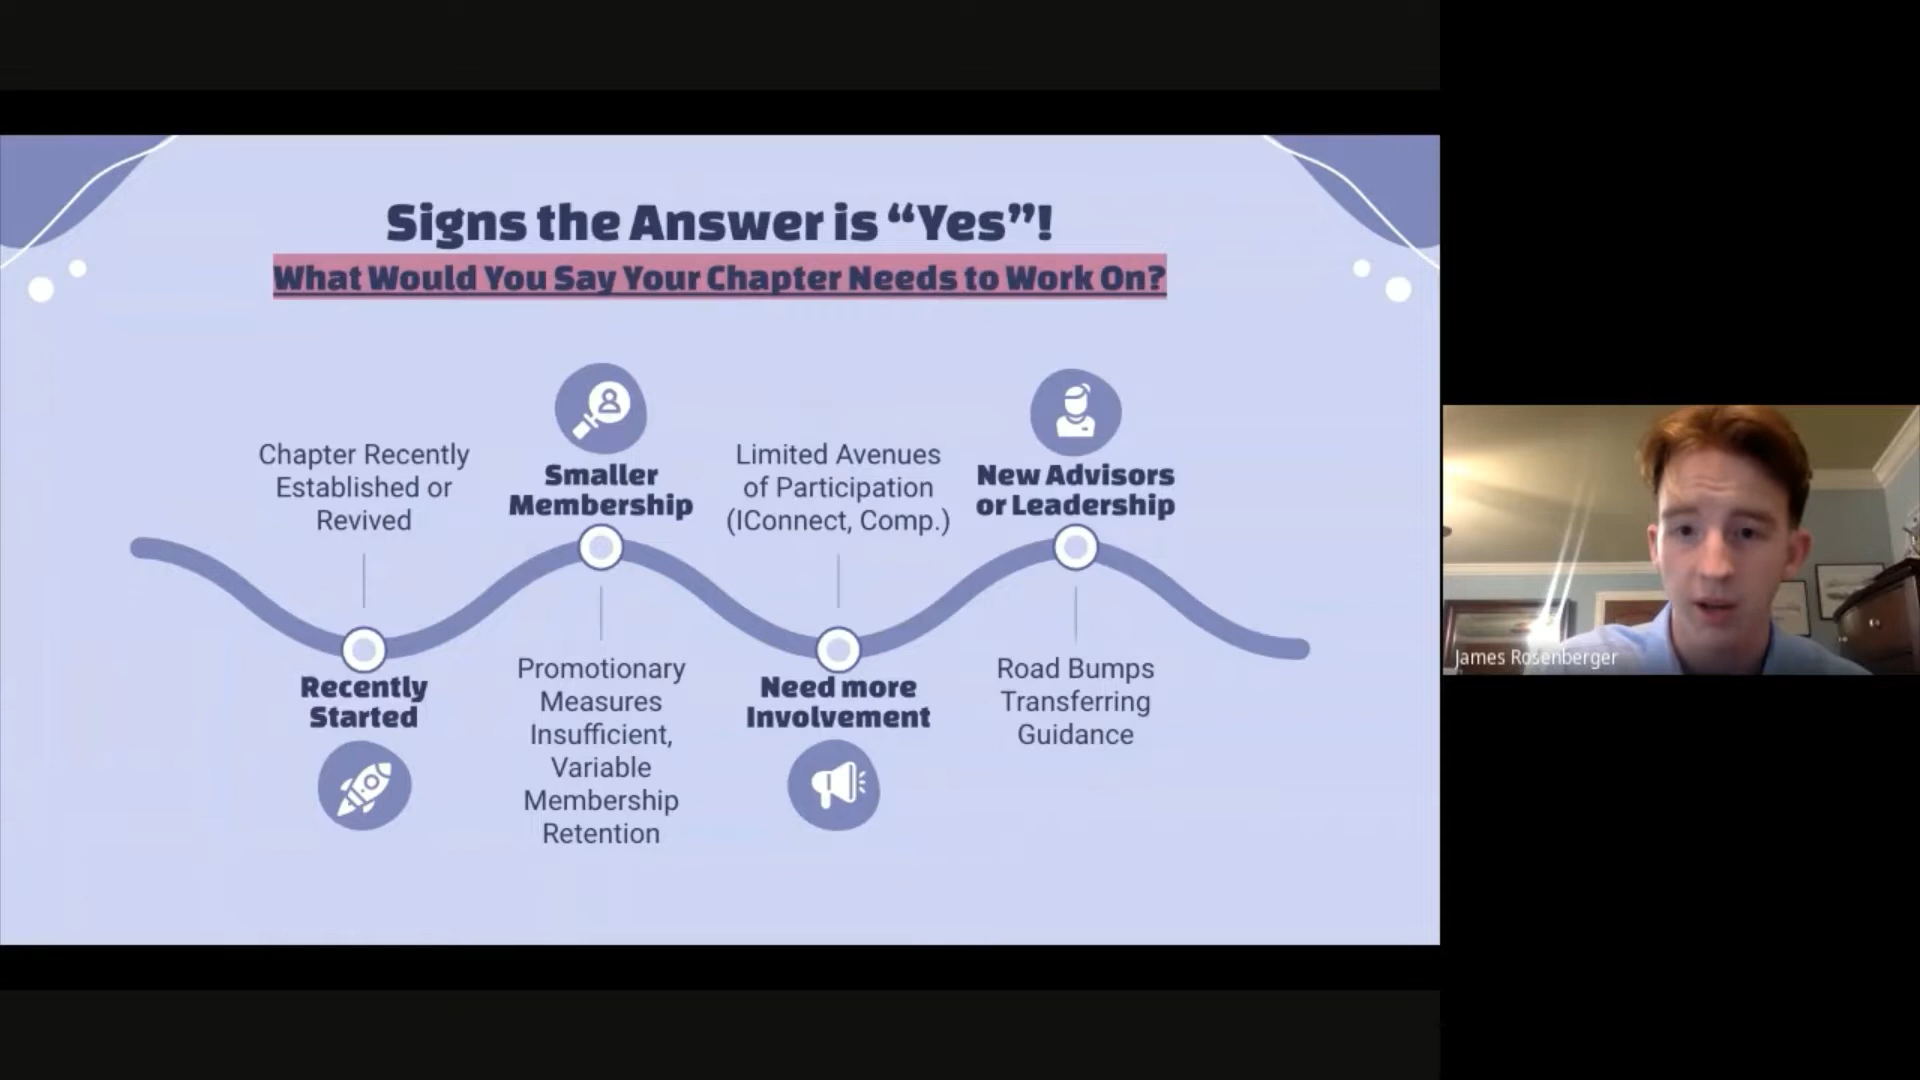 Signs the Answer is “Yes”!
What Would You Say Your Chapter Needs to Work On?
Chapter Recently
Established or
Revived
Recently
Started
Smaller
Membership
Promotionary
Measures
Insufficient,
Variable
Membership
Retention
Limited Avenues
of Participation
(IConnect, Comp.)
Need more
Involvement
New Advisors
or Leadership
Road Bumps
Transferring
Guidance
James Rosenberger